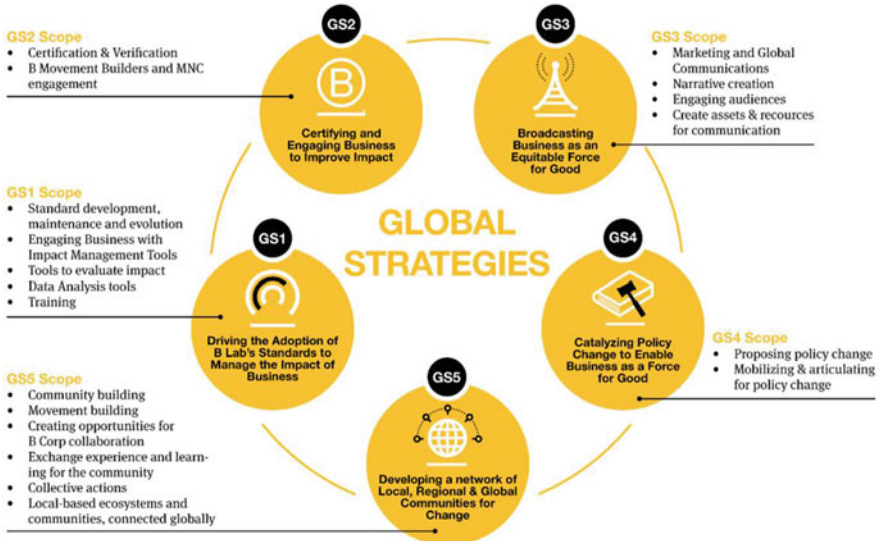 GS2 Scope
• Certification & Verification
• B Movement Builders and MNC
engagement
GS2
B
Certifying and
Engaging Business
to Improve Impact
GS3
Broadcasting
Business as an
Equitable Force
for Good
GS3 Scope
• Marketing and Global
Communications
• Narrative creation
• Engaging audiences
• Create assets & recources
for communication
GLOBAL
STRATEGIES
GS1 Scope
• Standard development,
maintenance and evolution
• Engaging Business with
Impact Management Tools
• Tools to evaluate impact
• Data Analysis tools
• Training
GS1
Driving the Adoption of
B Lab's Standards to
Manage the Impact of
Business
GS4
Catalyzing Policy
Change to Enable
Business as a Force
for Good
GS4 Scope
• Proposing policy change
• Mobilizing & articulating
for policy change
GS5 Scope
• Community building
• Movement building
• Creating opportunities for
B Corp collaboration
• Exchange experience and learn-
ing for the community
• Collective actions
• Local-based ecosystems and
communities, connected globally
GS5
Developing a network of
Local, Regional & Global
Communities for
Change